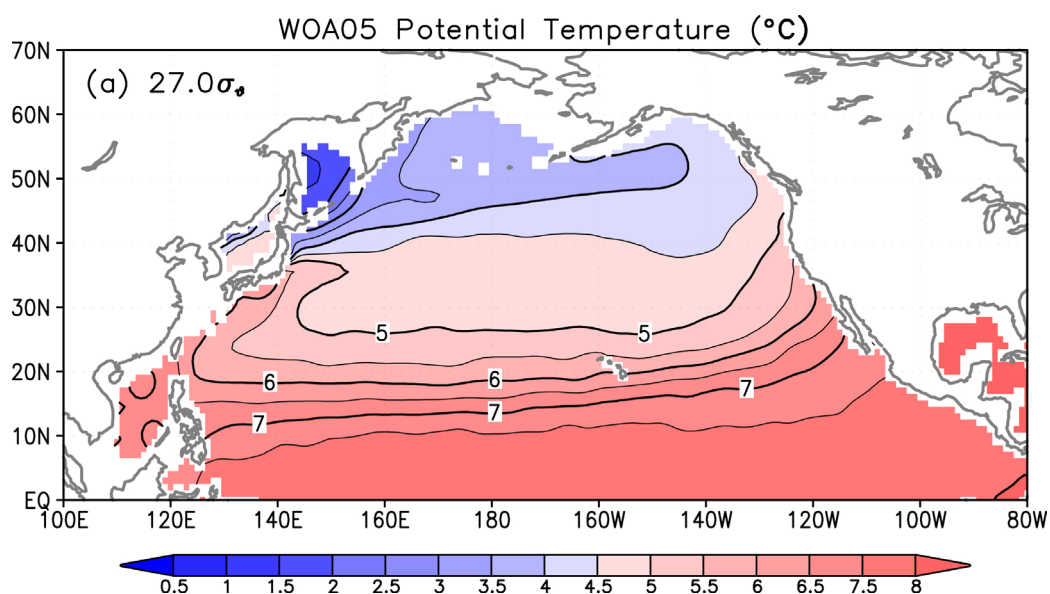 WOA05 Potential Temperature (°C)
70N
(a) 27.0σ_θ
60N
50N
40N
30N
5 5
20N
6 6
7 7 7
10N
EQ
100E 120E 140E 160E 180 160W 140W 120W 100W 80W
0.5 1 1.5 2 2.5 3 3.5 4 4.5 5 5.5 6 6.5 7.5 8